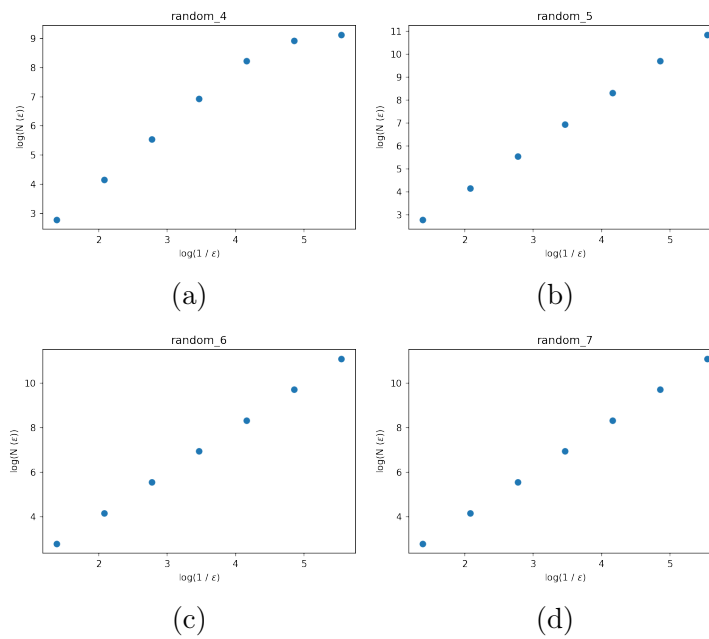 random_4
9
8
7
6
5
4
3
log(N (ε))
2 3 4 5
log(1 / ε)
(a)
random_5
11
10
9
8
7
6
5
4
3
log(N (ε))
2 3 4 5
log(1 / ε)
(b)
random_6
10
8
6
4
log(N (ε))
2 3 4 5
log(1 / ε)
(c)
random_7
10
8
6
4
log(N (ε))
2 3 4 5
log(1 / ε)
(d)